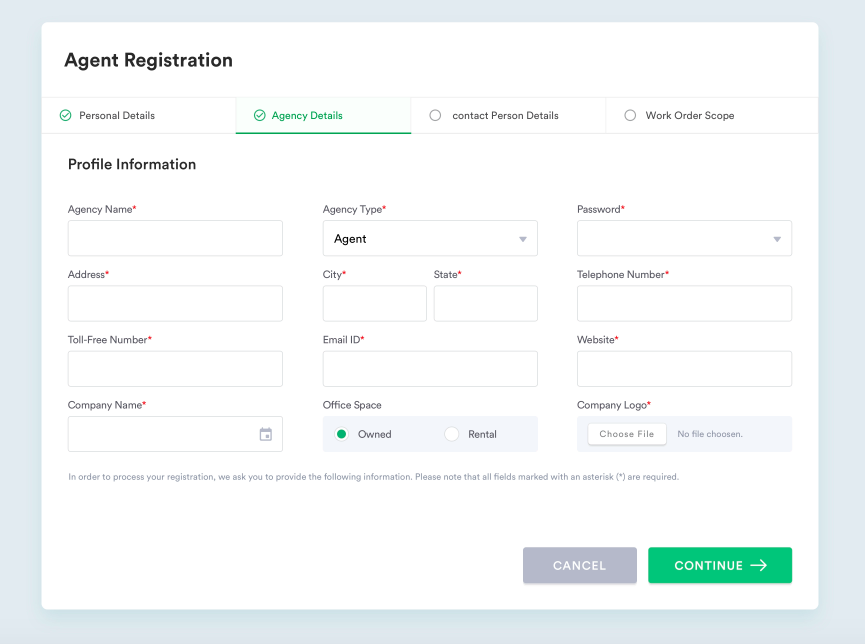 Agent Registration
Personal Details
Agency Details
contact Person Details
Work Order Scope
Profile Information
Agency Name*
Agency Type*
Password*
Agent
Address*
City*
State*
Telephone Number*
Toll-Free Number*
Email ID*
Website*
Company Name*
Office Space
Company Logo*
Owned
Rental
Choose File
No file choosen.
In order to process your registration, we ask you to provide the following information. Please note that all fields marked with an asterisk (*) are required.
CANCEL
CONTINUE